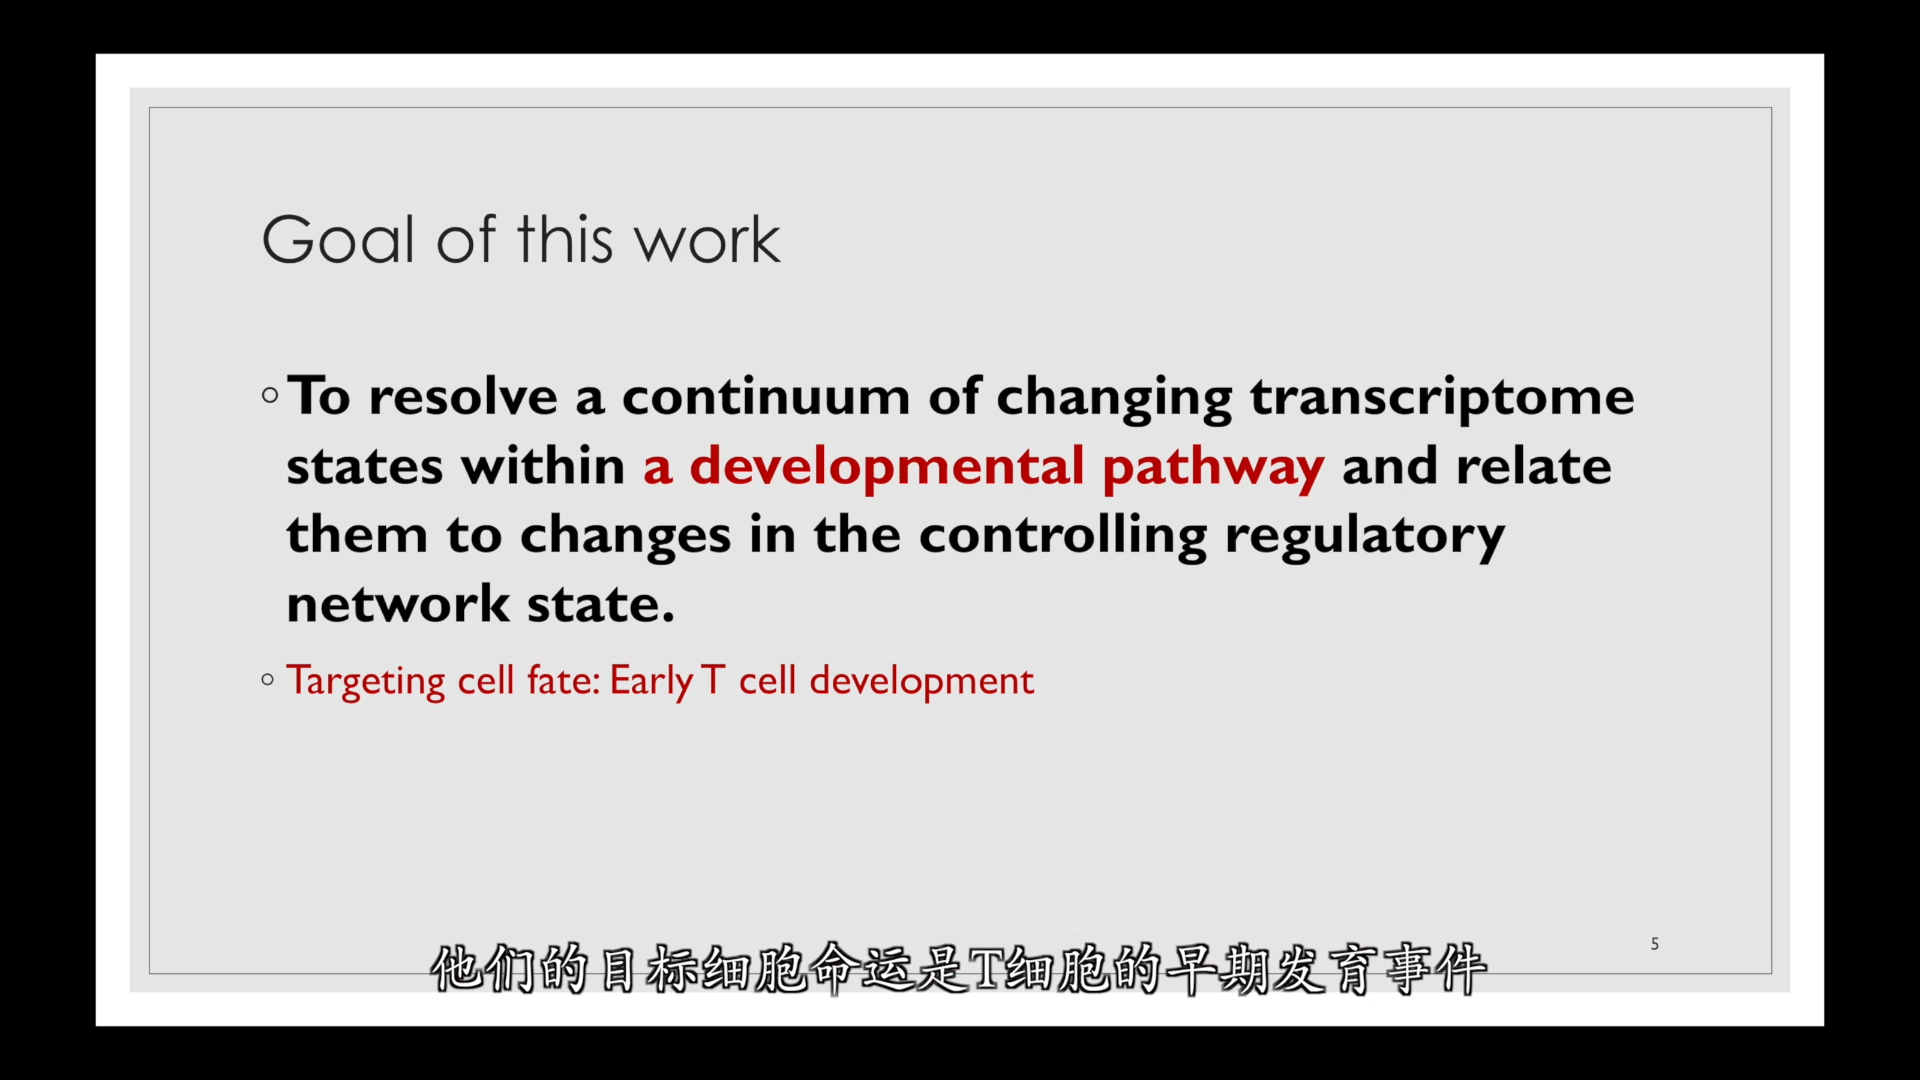 Goal of this work
◦ To resolve a continuum of changing transcriptome
states within a developmental pathway and relate
them to changes in the controlling regulatory
network state.
◦ Targeting cell fate: Early T cell development
5
他们的目标细胞命运是T细胞的早期发育事件